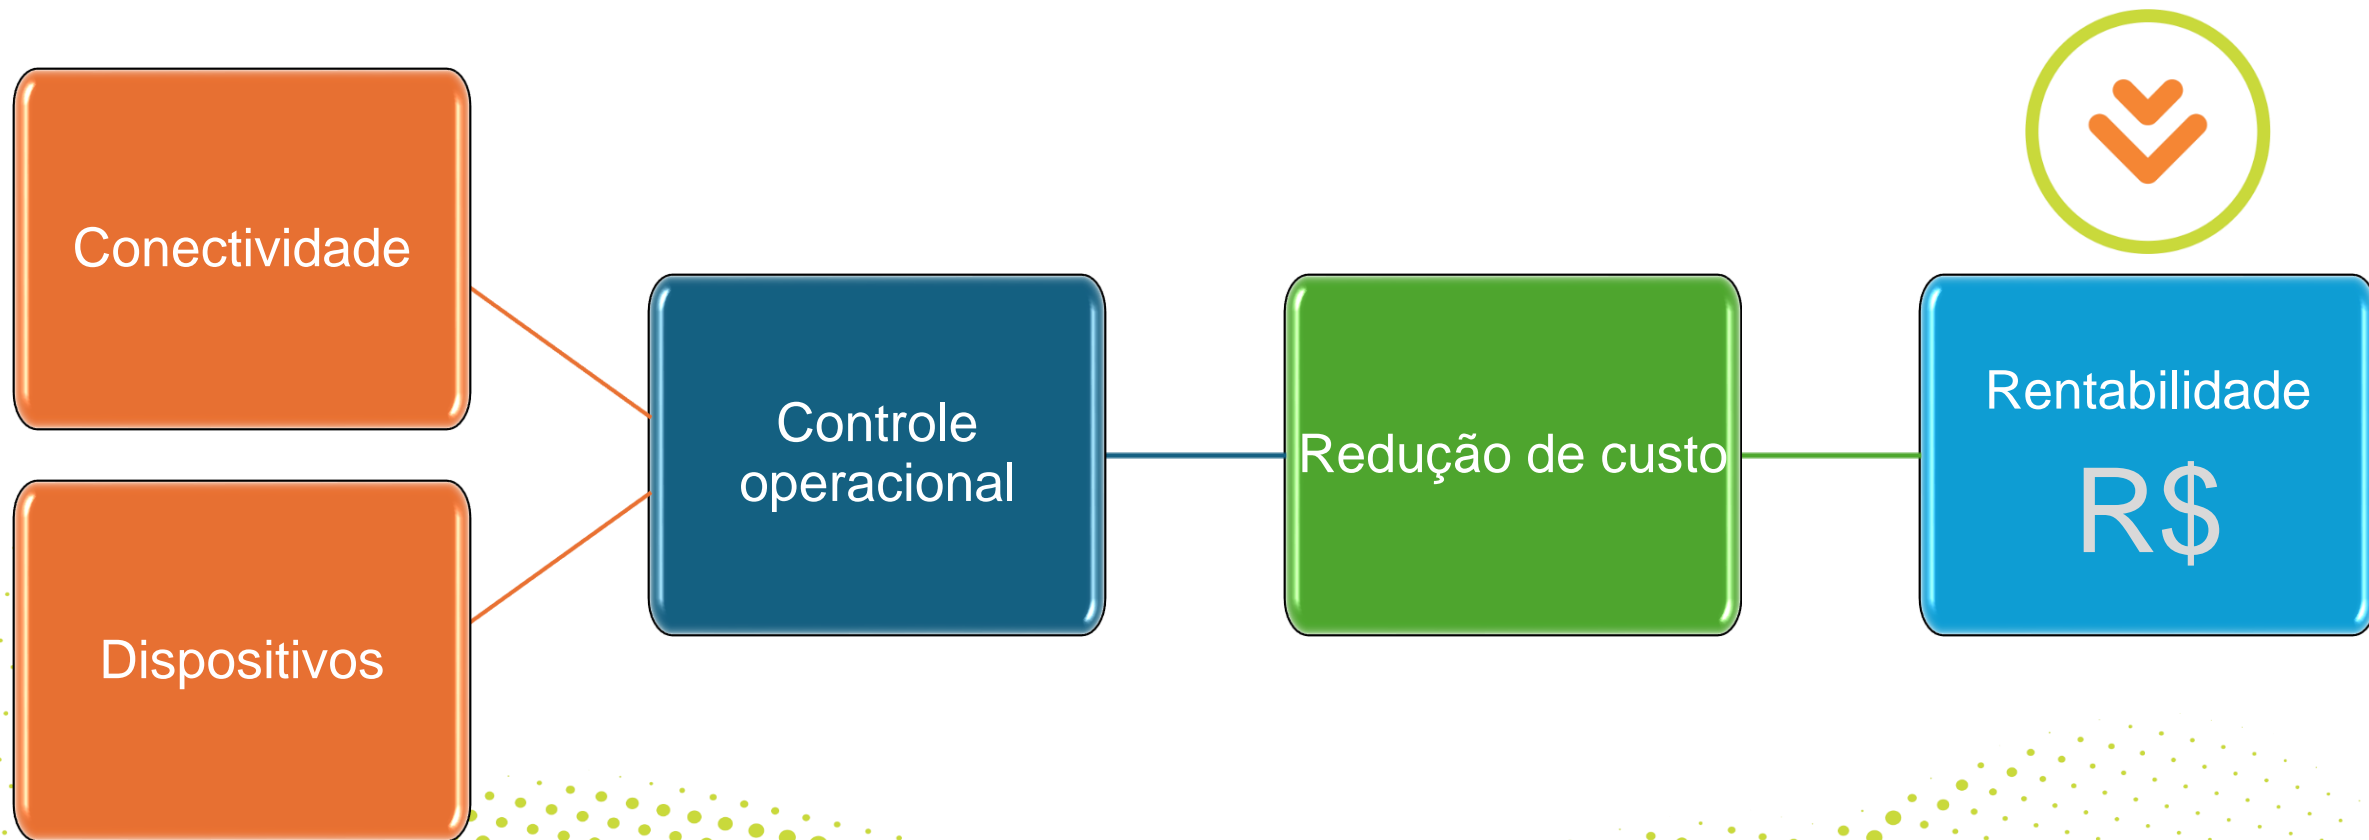 Conectividade
Dispositivos
Controle
operacional
Redução de custo
Rentabilidade
R$